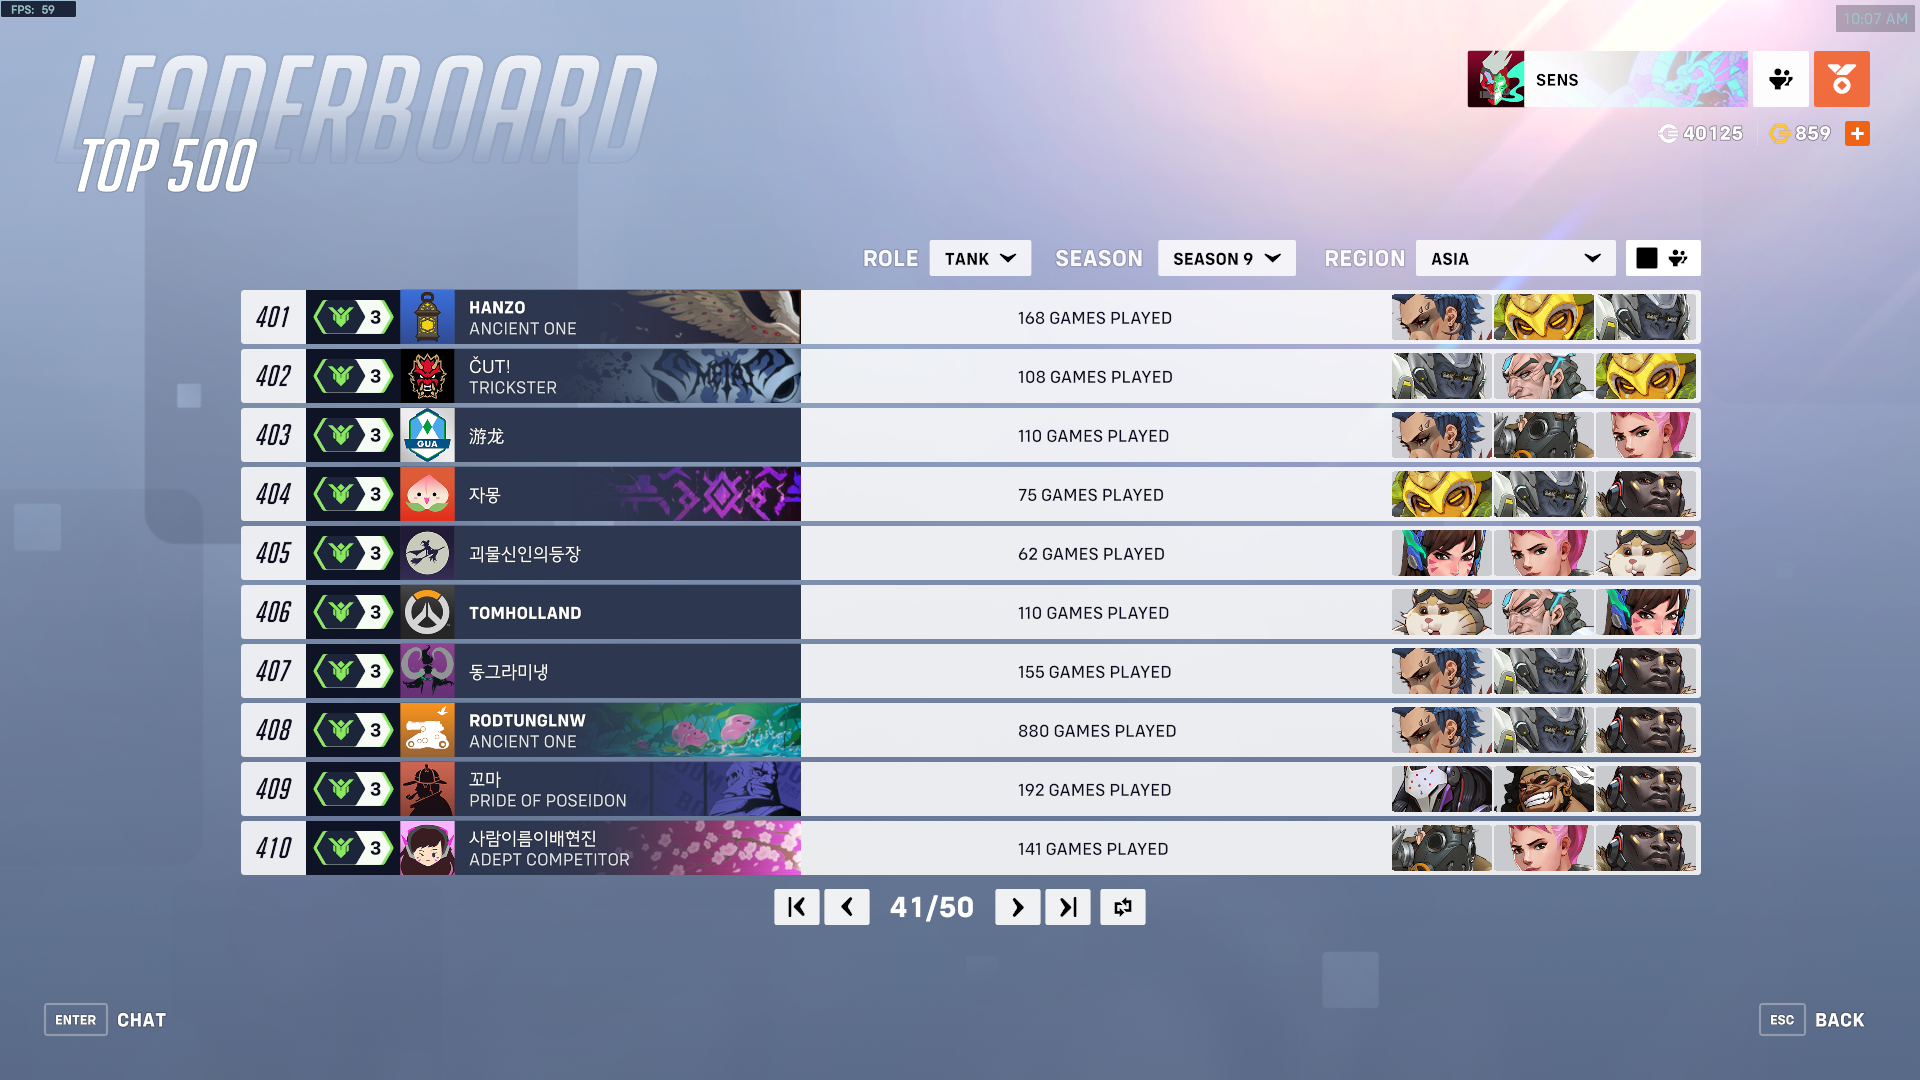 FPS: 59
10:07 AM
LEADERBOARD
TOP 500
SENS
40125
859
ROLE
TANK
SEASON
SEASON 9
REGION
ASIA
401
3
HANZO
ANCIENT ONE
168 GAMES PLAYED
402
3
ČUT!
TRICKSTER
108 GAMES PLAYED
403
3
GUA
游龙
110 GAMES PLAYED
404
3
자몽
75 GAMES PLAYED
405
3
괴물신인의등장
62 GAMES PLAYED
406
3
TOMHOLLAND
110 GAMES PLAYED
407
3
동그라미냉
155 GAMES PLAYED
408
3
RODTUNGLNW
ANCIENT ONE
880 GAMES PLAYED
409
3
꼬마
PRIDE OF POSEIDON
192 GAMES PLAYED
410
3
사람이름이배현진
ADEPT COMPETITOR
141 GAMES PLAYED
41/50
ENTER
CHAT
ESC
BACK